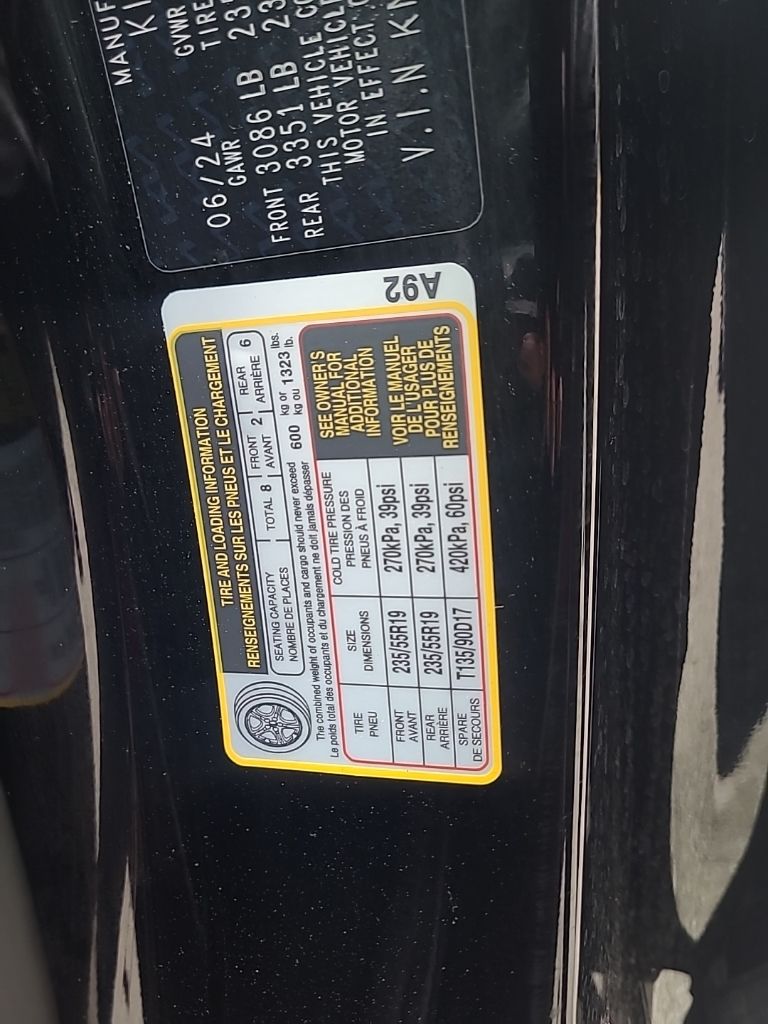 MANUF
KI
06/24 GVWR
GAWR TIRE
FRONT 3086 LB 235
REAR 3351 LB 23
THIS VEHICLE CO
MOTOR VEHICLE
IN EFFECT
V.I.N KN
A92
TIRE AND LOADING INFORMATION
RENSEIGNEMENTS SUR LES PNEUS ET LE CHARGEMENT
SEATING CAPACITY
NOMBRE DE PLACES
TOTAL 8
FRONT
AVANT 2
REAR
ARRIÈRE 6
The combined weight of occupants and cargo should never exceed 600 kg or 1323 lbs.
Le poids total des occupants et du chargement ne doit jamais dépasser kg ou lb.
TIRE
PNEU
SIZE
DIMENSIONS
COLD TIRE PRESSURE
PRESSION DES
PNEUS À FROID
FRONT
AVANT
235/55R19
270kPa, 39psi
REAR
ARRIÈRE
235/55R19
270kPa, 39psi
SPARE
DE SECOURS
T135/90D17
420kPa, 60psi
SEE OWNER'S
MANUAL FOR
ADDITIONAL
INFORMATION
VOIR LE MANUEL
DE L'USAGER
POUR PLUS DE
RENSEIGNEMENTS